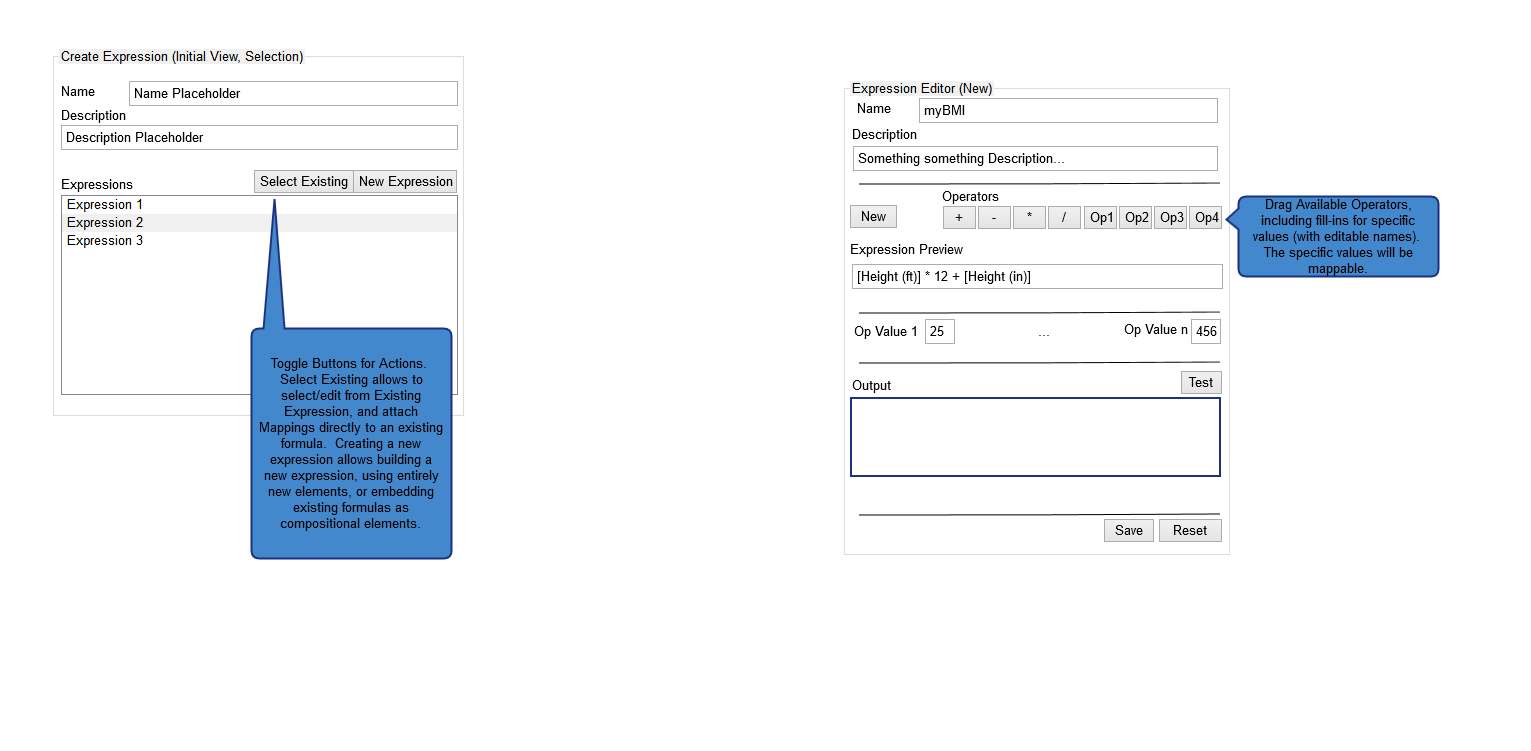 Create Expression (Initial View, Selection)
Name
Name Placeholder
Description
Description Placeholder
Expressions
Select Existing
New Expression
Expression 1
Expression 2
Expression 3
Toggle Buttons for Actions.
Select Existing allows to
select/edit from Existing
Expression, and attach
Mappings directly to an existing
formula.  Creating a new
expression allows building a
new expression, using entirely
new elements, or embedding
existing formulas as
compositional elements.
Expression Editor (New)
Name
myBMI
Description
Something something Description...
Operators
New
+
-
*
/
Op1
Op2
Op3
Op4
Drag Available Operators,
including fill-ins for specific
values (with editable names).
The specific values will be
mappable.
Expression Preview
[Height (ft)] * 12 + [Height (in)]
Op Value 1
25
...
Op Value n
456
Output
Test
Save
Reset